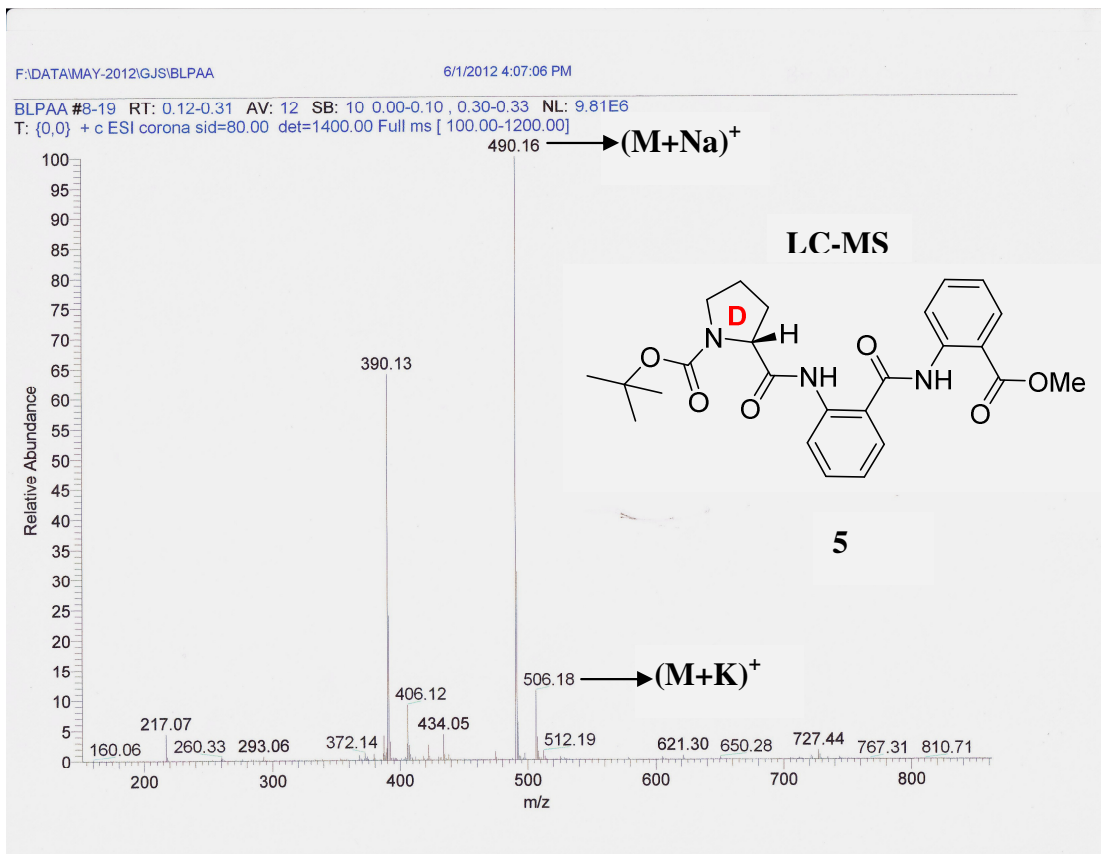 F:\DATA\MAY-2012\GJS\BLPAA 6/1/2012 4:07:06 PM
BLPAA #8-19 RT: 0.12-0.31 AV: 12 SB: 10 0.00-0.10 , 0.30-0.33 NL: 9.81E6
T: {0,0} + c ESI corona sid=80.00 det=1400.00 Full ms [ 100.00-1200.00]
490.16
(M+Na)+
LC-MS
D
N
H
O
O
O
NH
O
NH
O
OMe
O
5
390.13
506.18
(M+K)+
406.12
217.07
434.05
160.06
260.33
293.06
372.14
512.19
621.30
650.28
727.44
767.31
810.71
Relative Abundance
100
95
90
85
80
75
70
65
60
55
50
45
40
35
30
25
20
15
10
5
0
200 300 400 500 600 700 800
m/z